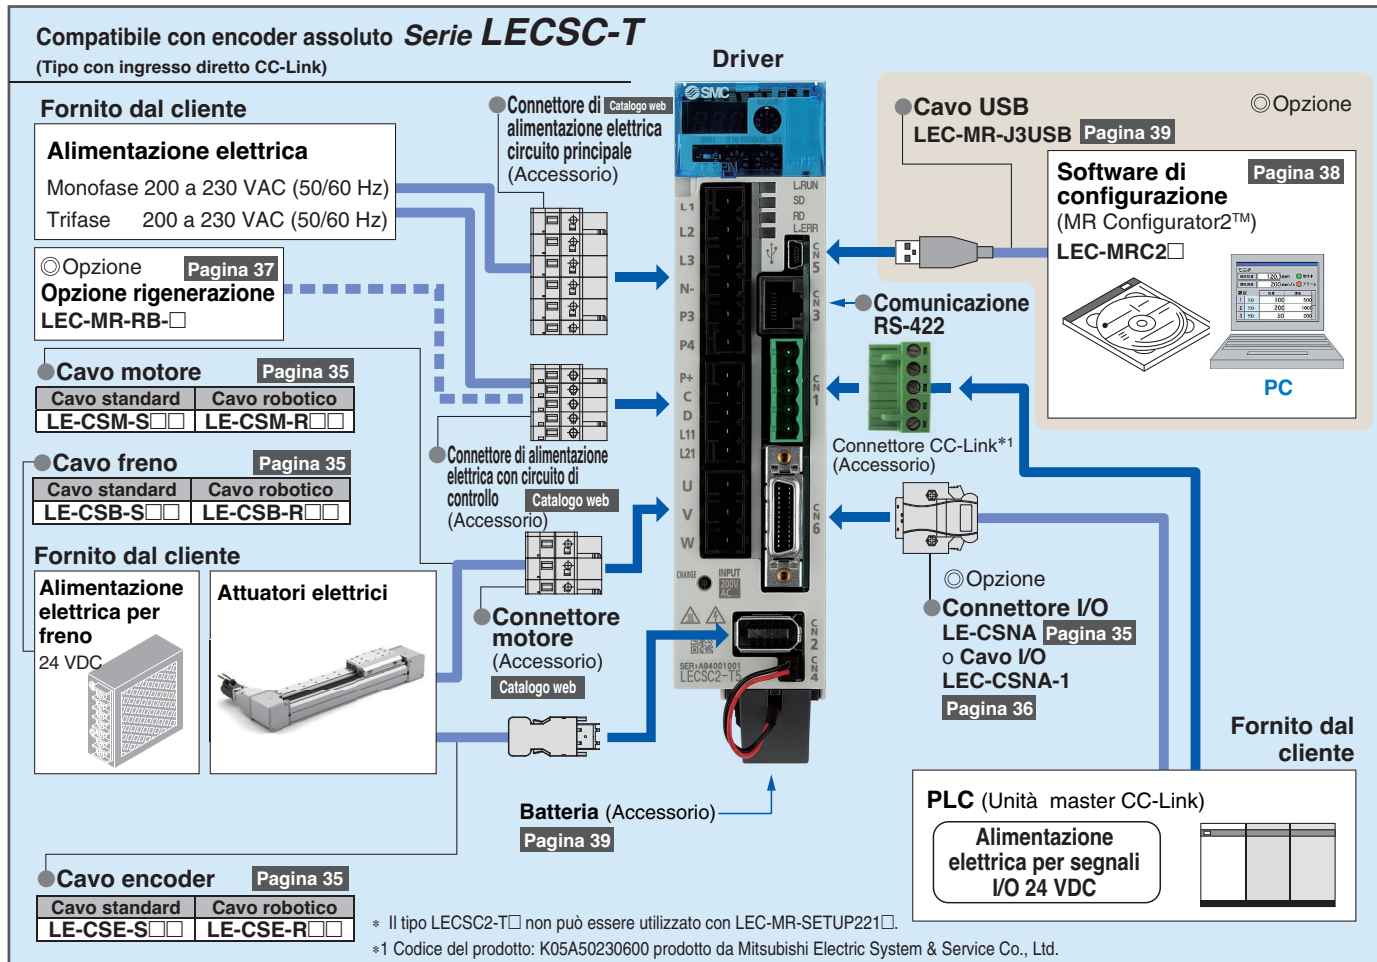 Compatibile con encoder assoluto Serie LECSC-T
(Tipo con ingresso diretto CC-Link)
Driver
Fornito dal cliente
Alimentazione elettrica
Monofase 200 a 230 VAC (50/60 Hz)
Trifase 200 a 230 VAC (50/60 Hz)
◎Opzione Pagina 37
Opzione rigenerazione
LEC-MR-RB-□
●Cavo motore Pagina 35
Cavo standard Cavo robotico
LE-CSM-S□□ LE-CSM-R□□
●Cavo freno Pagina 35
Cavo standard Cavo robotico
LE-CSB-S□□ LE-CSB-R□□
Fornito dal cliente
Alimentazione
elettrica per
freno
24 VDC
Attuatori elettrici
●Cavo encoder Pagina 35
Cavo standard Cavo robotico
LE-CSE-S□□ LE-CSE-R□□
●Connettore di Catalogo web
alimentazione elettrica
circuito principale
(Accessorio)
●Connettore di alimentazione
elettrica con circuito di
controllo Catalogo web
(Accessorio)
●Connettore
motore
(Accessorio)
Catalogo web
Batteria (Accessorio)
Pagina 39
SMC
L1
L2
L3
N-
P3
P4
P+
C
D
L11
L21
U
V
W
L.RUN
SD
RD
L.ERR
CN5
CN3
CN1
CN6
CN2
CN4
CHARGE
INPUT
200V
AC
SER:A94001001
LECSC2-T5
●Cavo USB
LEC-MR-J3USB Pagina 39
◎Opzione
Software di Pagina 38
configurazione
(MR Configurator2™)
LEC-MRC2□
PC
●Comunicazione
RS-422
Connettore CC-Link*1
(Accessorio)
◎Opzione
●Connettore I/O
LE-CSNA Pagina 35
o Cavo I/O
LEC-CSNA-1
Pagina 36
Fornito dal
cliente
PLC (Unità master CC-Link)
Alimentazione
elettrica per segnali
I/O 24 VDC
* Il tipo LECSC2-T□ non può essere utilizzato con LEC-MR-SETUP221□.
*1 Codice del prodotto: K05A50230600 prodotto da Mitsubishi Electric System & Service Co., Ltd.